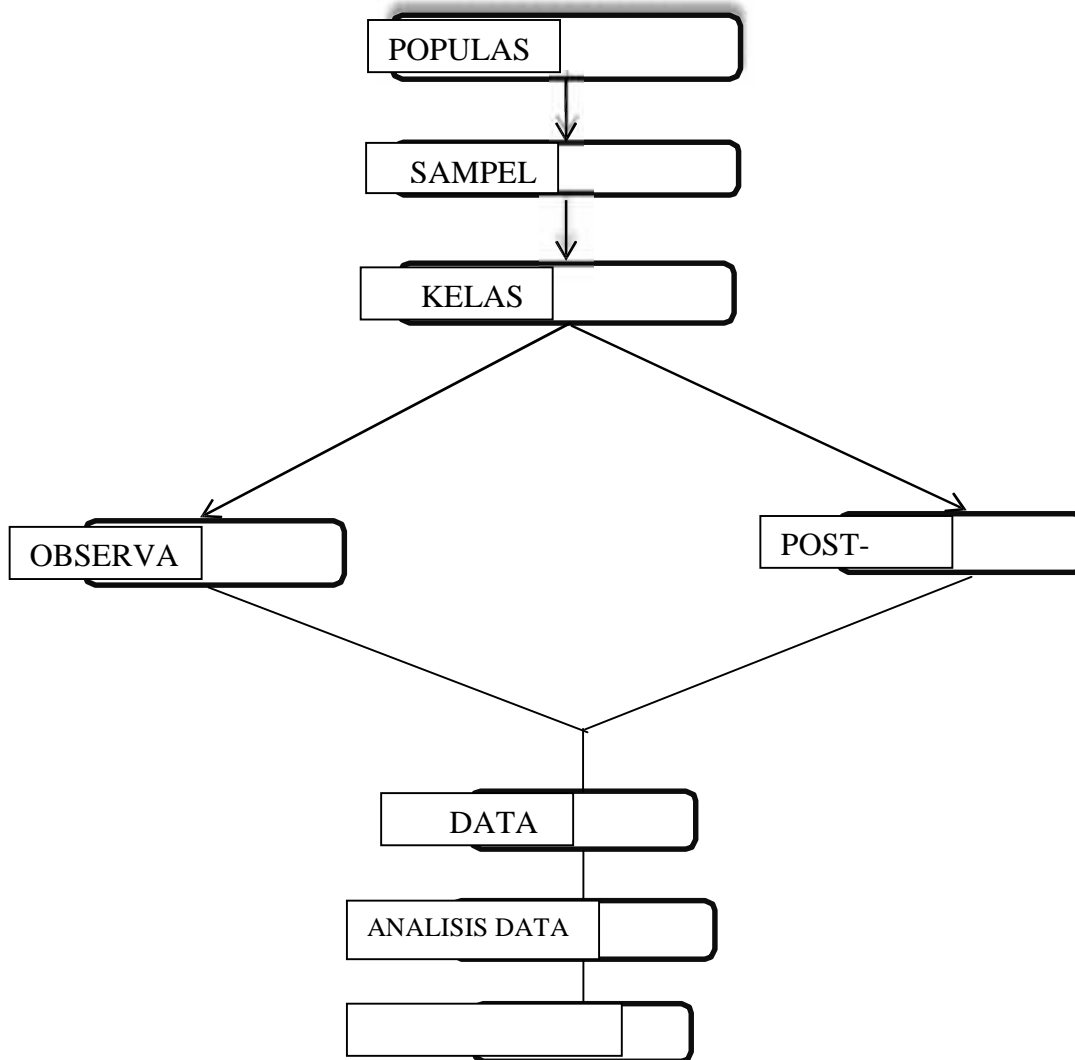 POPULAS
SAMPEL
KELAS
OBSERVA
POST-
DATA
ANALISIS DATA